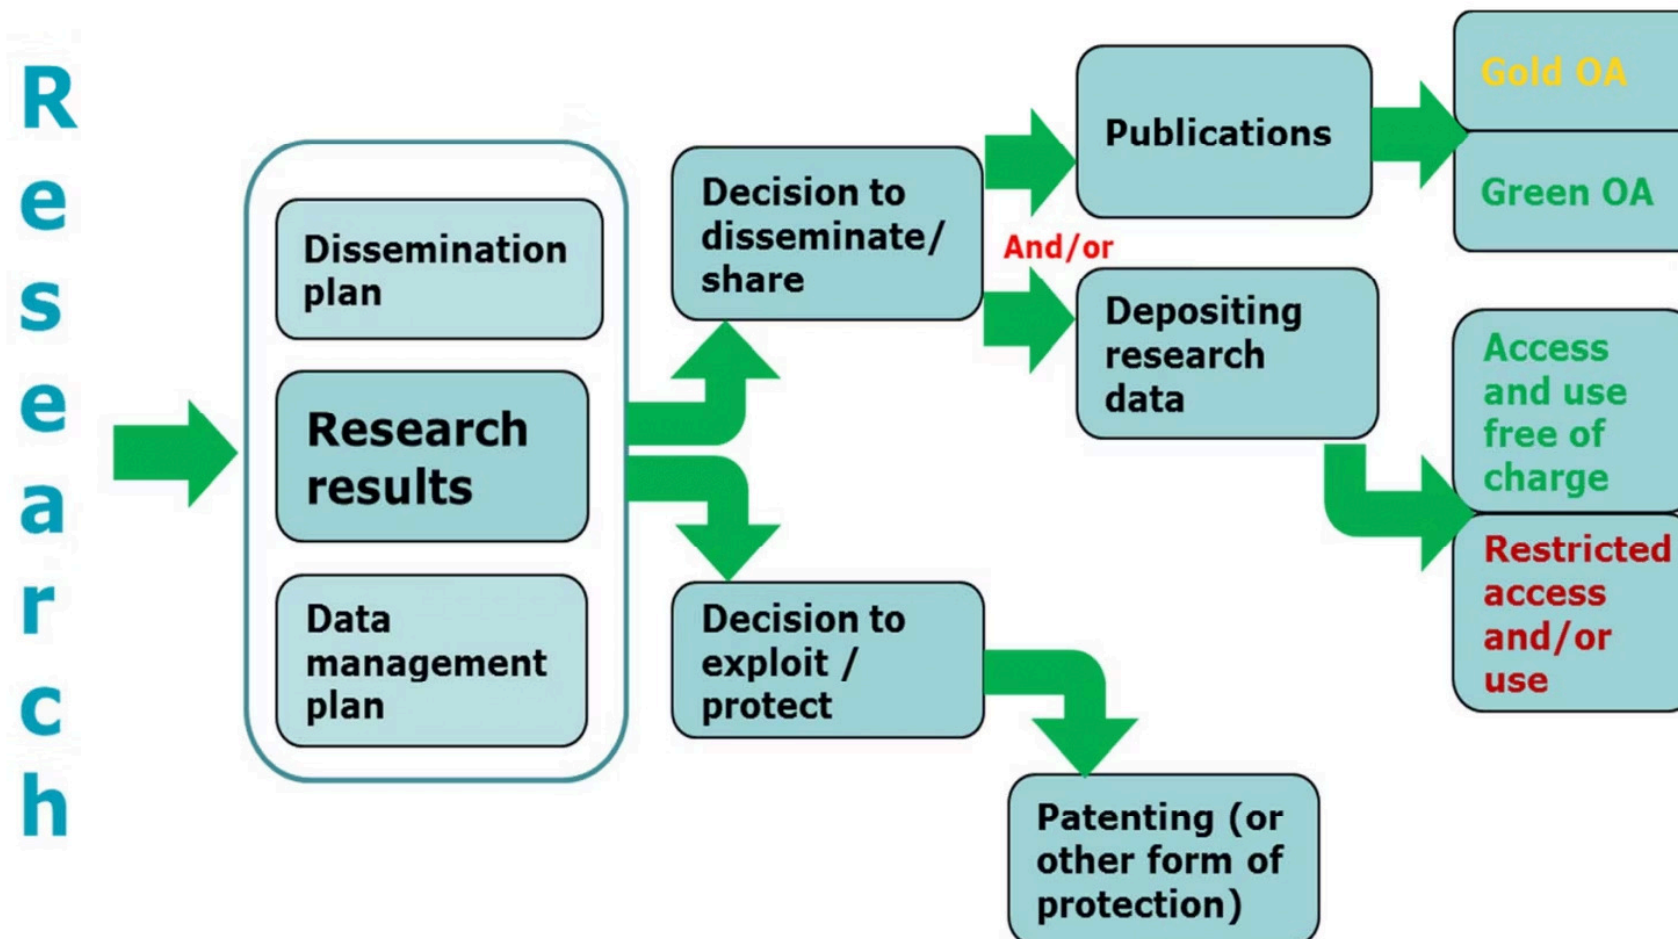 Research
Dissemination
plan
Research
results
Data
management
plan
Decision to
disseminate/
share
Decision to
exploit /
protect
And/or
Publications
Depositing
research
data
Patenting (or
other form of
protection)
Gold OA
Green OA
Access
and use
free of
charge
Restricted
access
and/or
use